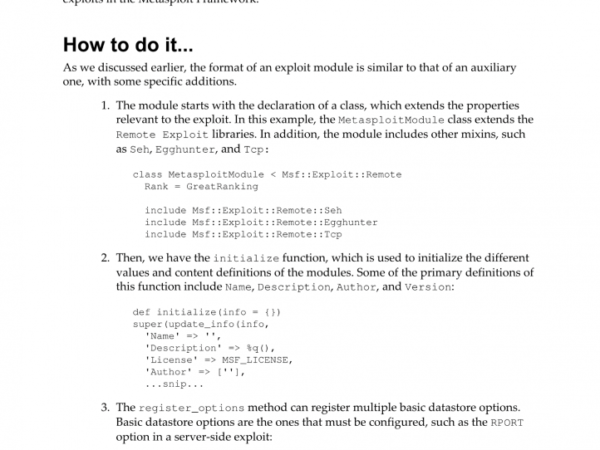 exploits in the Metasploit Framework.
How to do it...
As we discussed earlier, the format of an exploit module is similar to that of an auxiliary
one, with some specific additions.
1. The module starts with the declaration of a class, which extends the properties
relevant to the exploit. In this example, the MetasploitModule class extends the
Remote Exploit libraries. In addition, the module includes other mixins, such
as Seh, Egghunter, and Tcp:
class MetasploitModule < Msf::Exploit::Remote
Rank = GreatRanking
include Msf::Exploit::Remote::Seh
include Msf::Exploit::Remote::Egghunter
include Msf::Exploit::Remote::Tcp
2. Then, we have the initialize function, which is used to initialize the different
values and content definitions of the modules. Some of the primary definitions of
this function include Name, Description, Author, and Version:
def initialize(info = {})
super(update_info(info,
'Name' => '',
'Description' => %q(),
'License' => MSF_LICENSE,
'Author' => [''],
...snip...
3. The register_options method can register multiple basic datastore options.
Basic datastore options are the ones that must be configured, such as the RPORT
option in a server-side exploit: